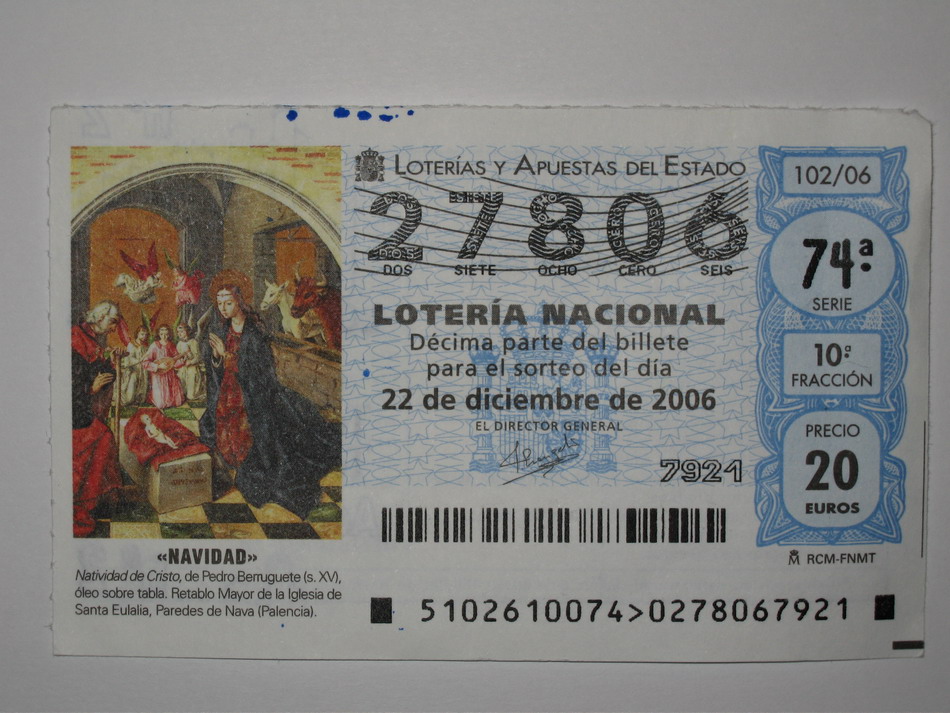 LOTERÍAS Y APUESTAS DEL ESTADO
27806
DOS SIETE OCHO CERO SEIS
LOTERÍA NACIONAL
Décima parte del billete
para el sorteo del día
22 de diciembre de 2006
EL DIRECTOR GENERAL
7921
102/06
74ª
SERIE
10ª
FRACCIÓN
PRECIO
20
EUROS
RCM-FNMT
«NAVIDAD»
Natividad de Cristo, de Pedro Berruguete (s. XV),
óleo sobre tabla. Retablo Mayor de la Iglesia de
Santa Eulalia, Paredes de Nava (Palencia).
5102610074>0278067921